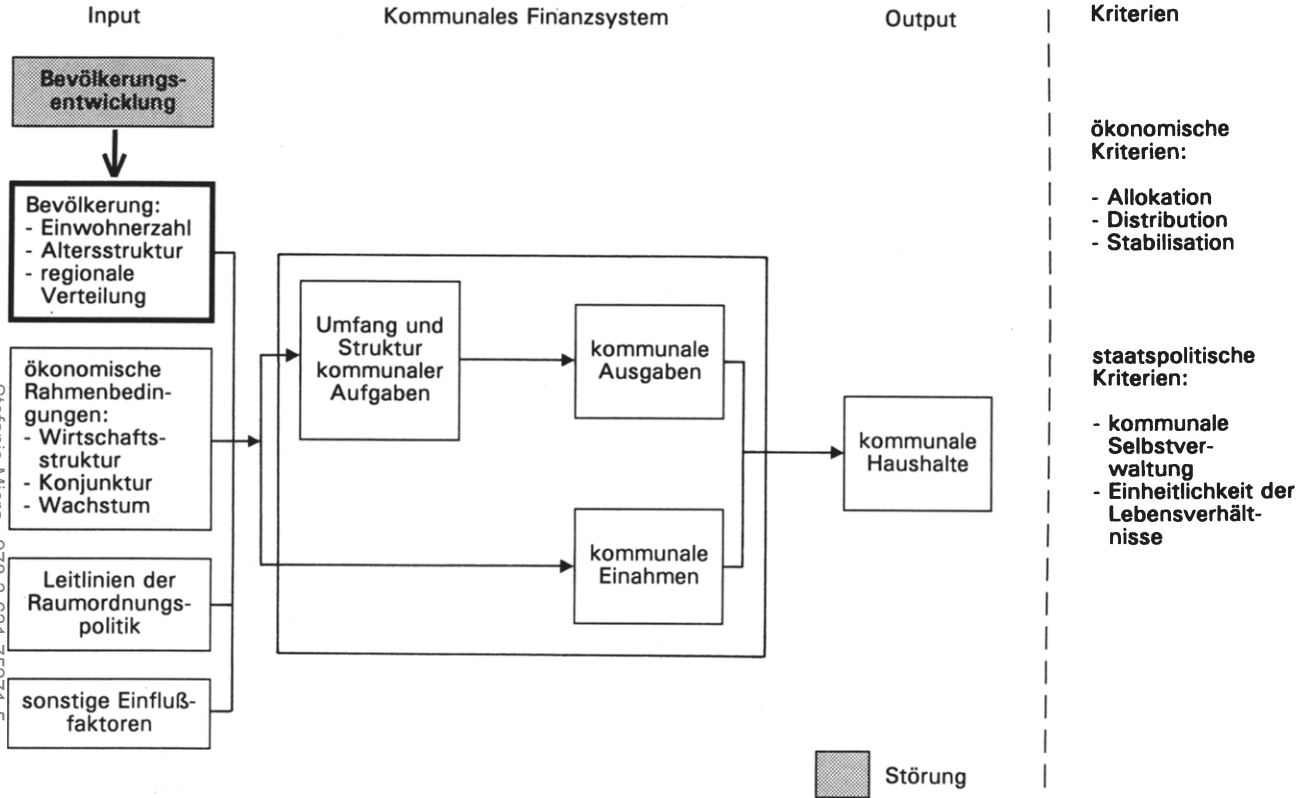 Input
Kommunales Finanzsystem
Output
Kriterien
Bevölkerungs-
entwicklung
Bevölkerung:
- Einwohnerzahl
- Altersstruktur
- regionale
Verteilung
ökonomische
Rahmenbedin-
gungen:
- Wirtschafts-
struktur
- Konjunktur
- Wachstum
Leitlinien der
Raumordnungs-
politik
sonstige Einfluß-
faktoren
Umfang und
Struktur
kommunaler
Aufgaben
kommunale
Ausgaben
kommunale
Einahmen
kommunale
Haushalte
ökonomische
Kriterien:
- Allokation
- Distribution
- Stabilisation
staatspolitische
Kriterien:
- kommunale
Selbstver-
waltung
- Einheitlichkeit der
Lebensverhält-
nisse
Störung